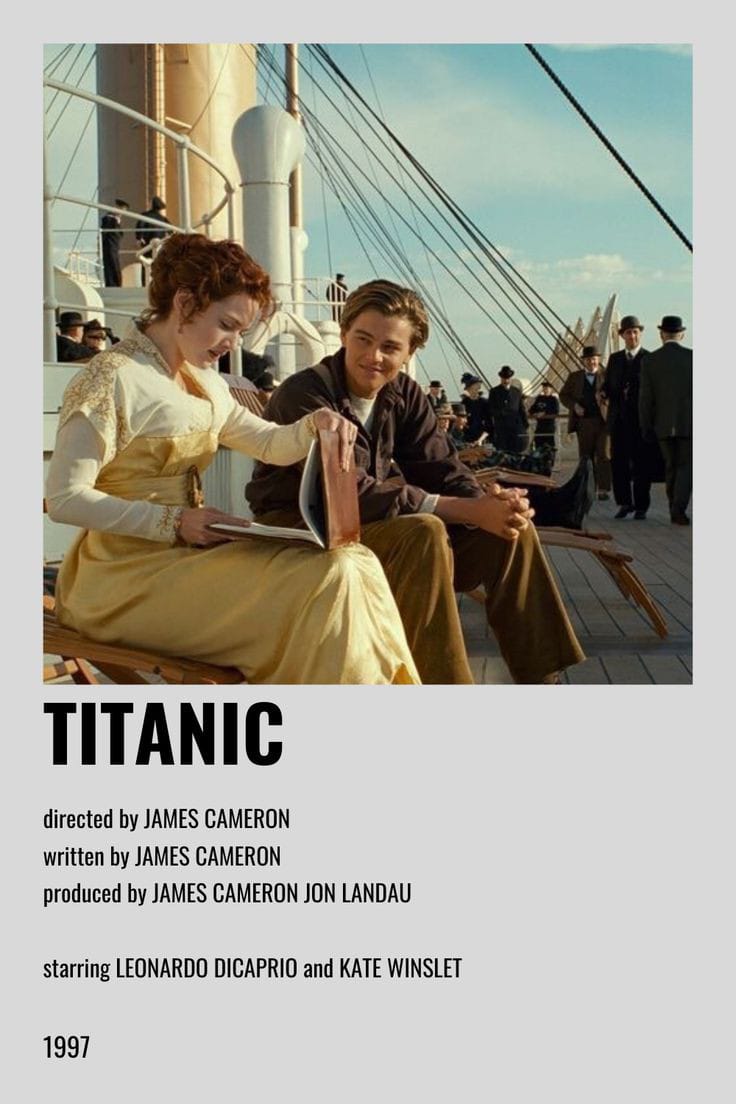 TITANIC
directed by JAMES CAMERON
written by JAMES CAMERON
produced by JAMES CAMERON JON LANDAU
starring LEONARDO DICAPRIO and KATE WINSLET
1997